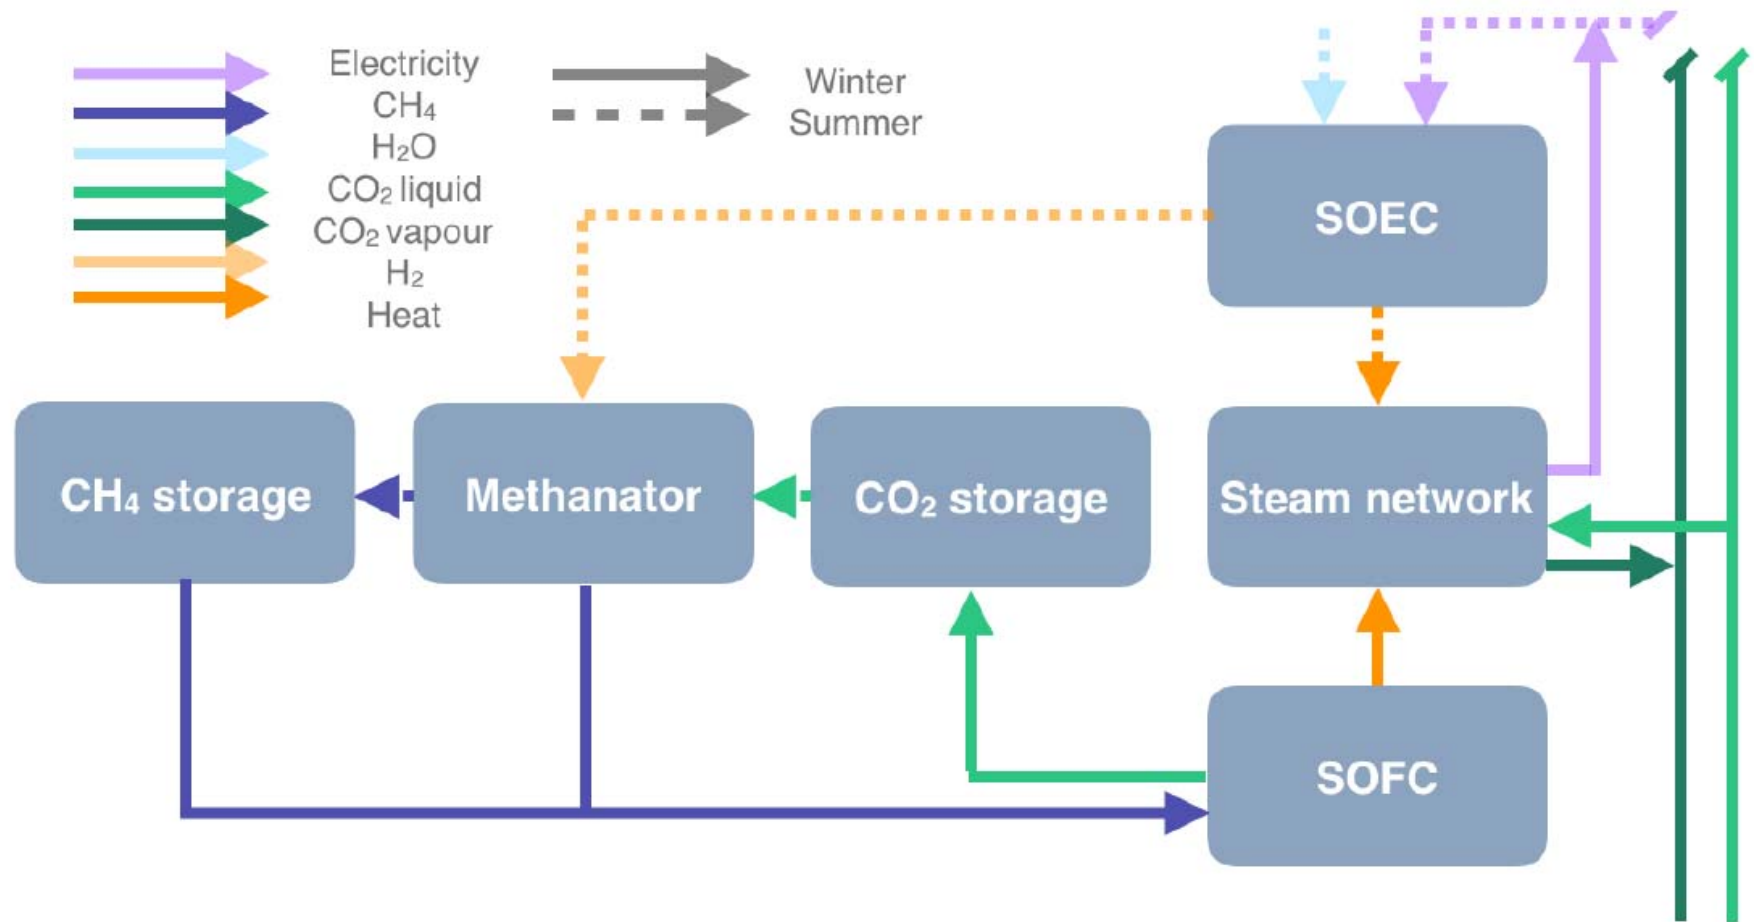 Electricity
CH₄
H₂O
CO₂ liquid
CO₂ vapour
H₂
Heat
Winter
Summer
SOEC
CH₄ storage
Methanator
CO₂ storage
Steam network
SOFC